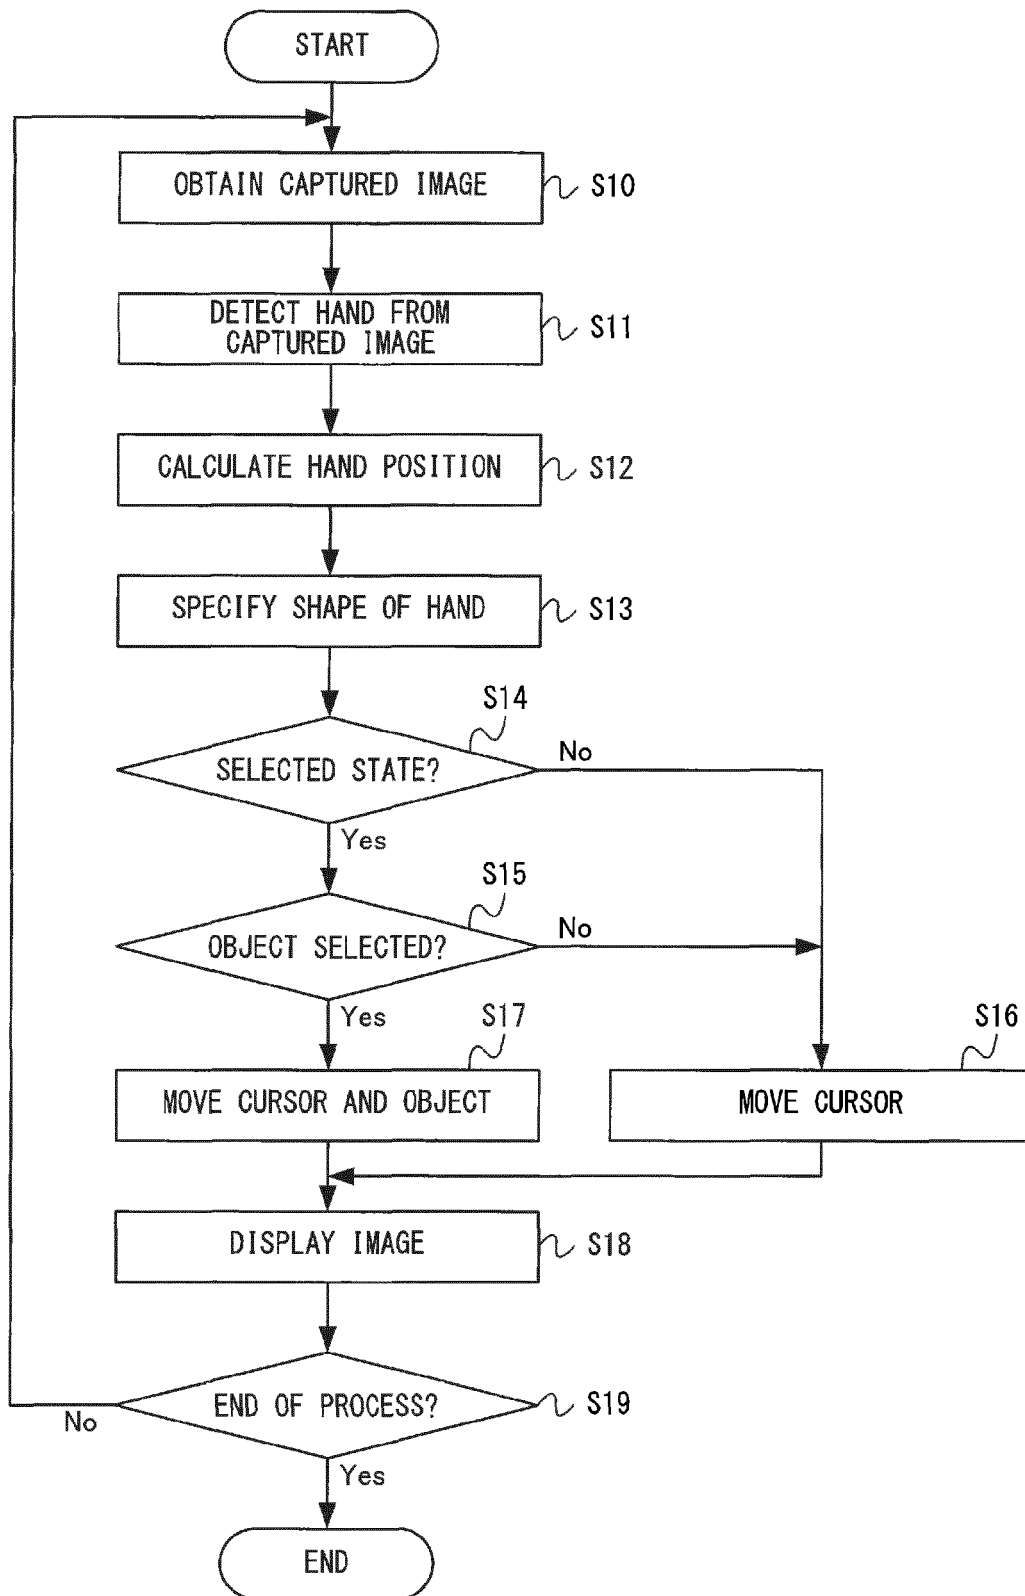 START
OBTAIN CAPTURED IMAGE
S10
DETECT HAND FROM
CAPTURED IMAGE
S11
CALCULATE HAND POSITION
S12
SPECIFY SHAPE OF HAND
S13
S14
SELECTED STATE?
No
Yes
S15
OBJECT SELECTED?
No
Yes
S17
MOVE CURSOR AND OBJECT
S16
MOVE CURSOR
DISPLAY IMAGE
S18
END OF PROCESS?
S19
No
Yes
END